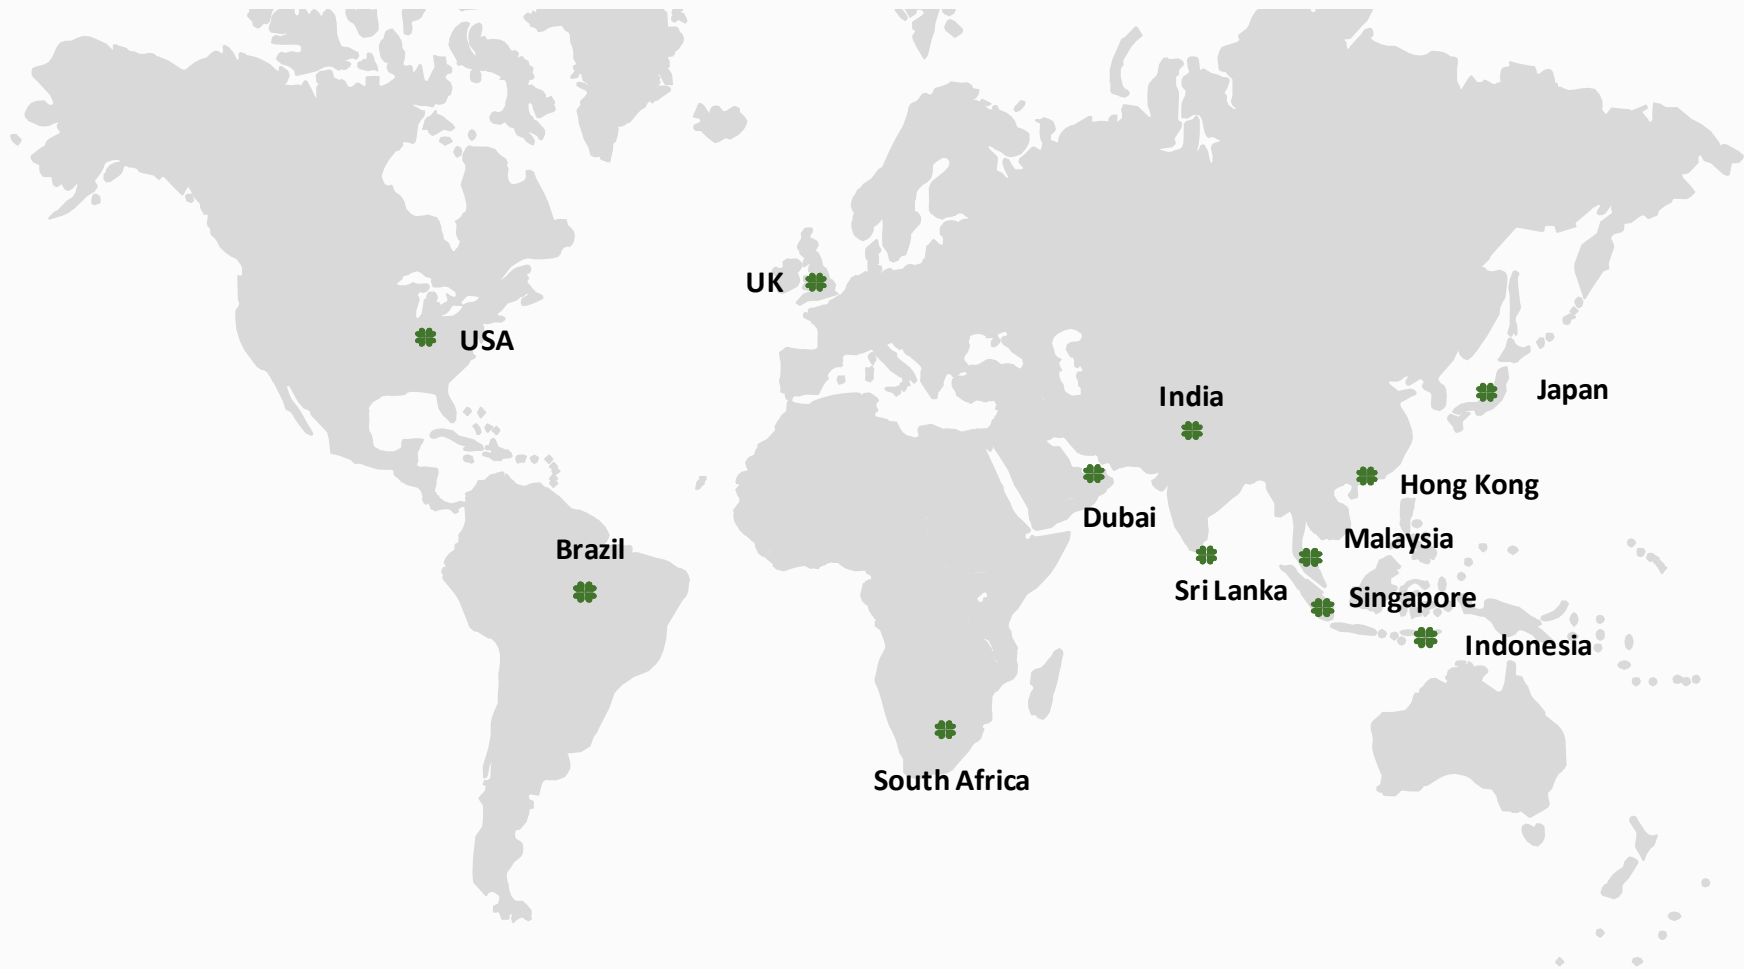 UK
USA
Japan
India
Hong Kong
Dubai
Malaysia
Brazil
Sri Lanka
Singapore
Indonesia
South Africa